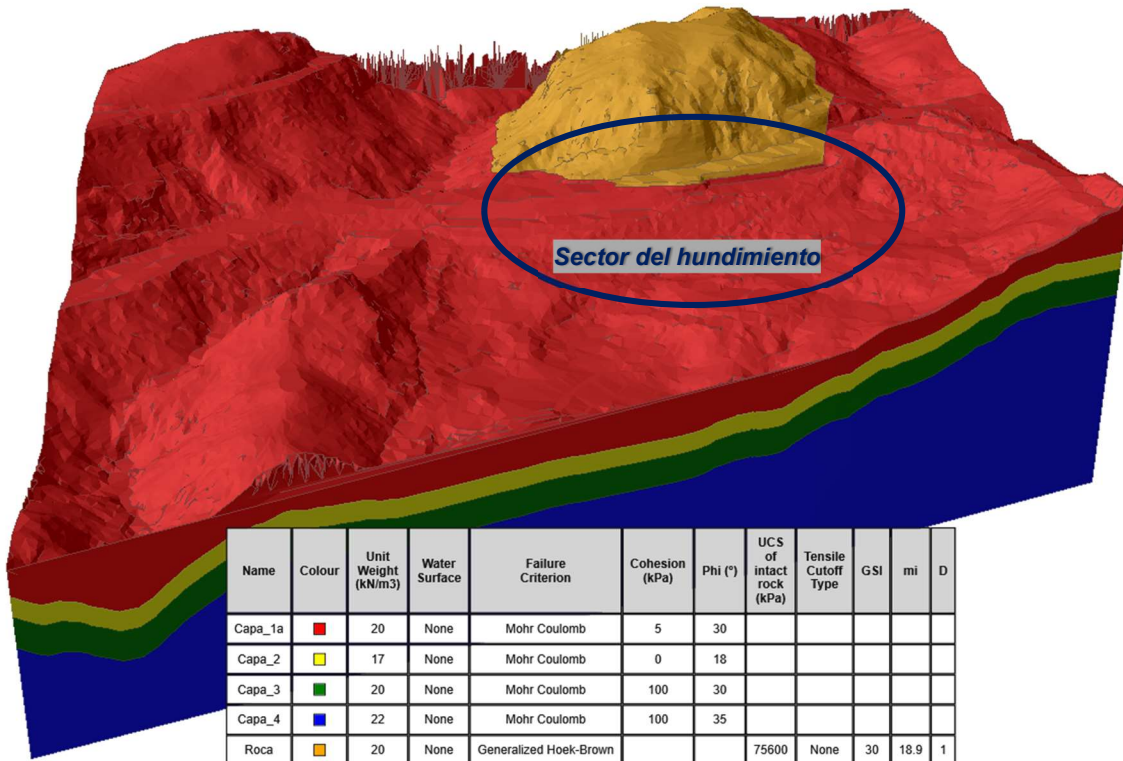 Sector del hundimiento
Name Colour Unit Weight (kN/m3) Water Surface Failure Criterion Cohesion (kPa) Phi (°) UCS of intact rock (kPa) Tensile Cutoff Type GSI mi D
Capa_1a 20 None Mohr Coulomb 5 30
Capa_2 17 None Mohr Coulomb 0 18
Capa_3 20 None Mohr Coulomb 100 30
Capa_4 22 None Mohr Coulomb 100 35
Roca 20 None Generalized Hoek-Brown 75600 None 30 18.9 1